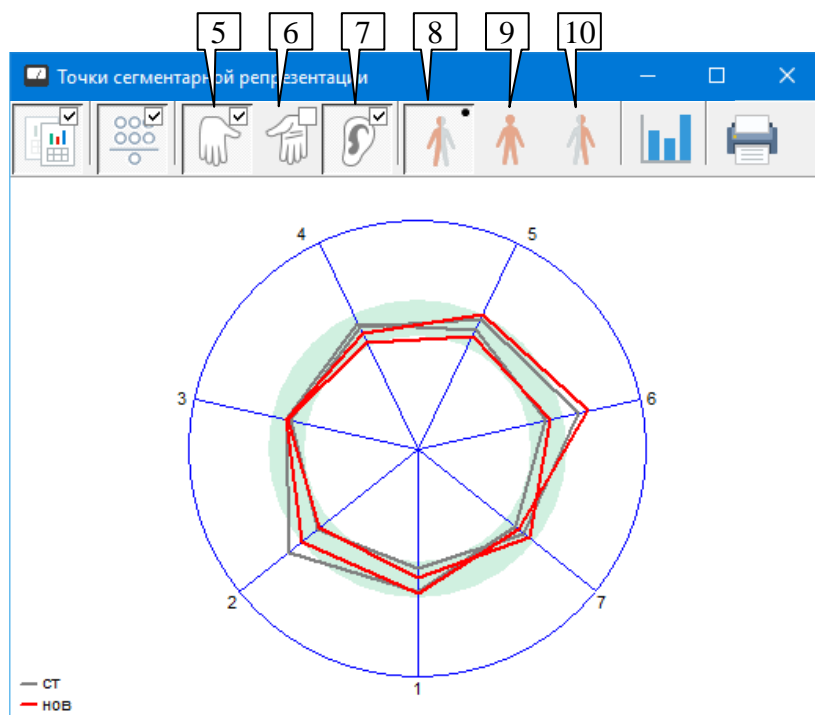 5 6 7 8 9 10
Точки сегментарной репрезентации
4 5
3 6
2 7
1
ст
нов